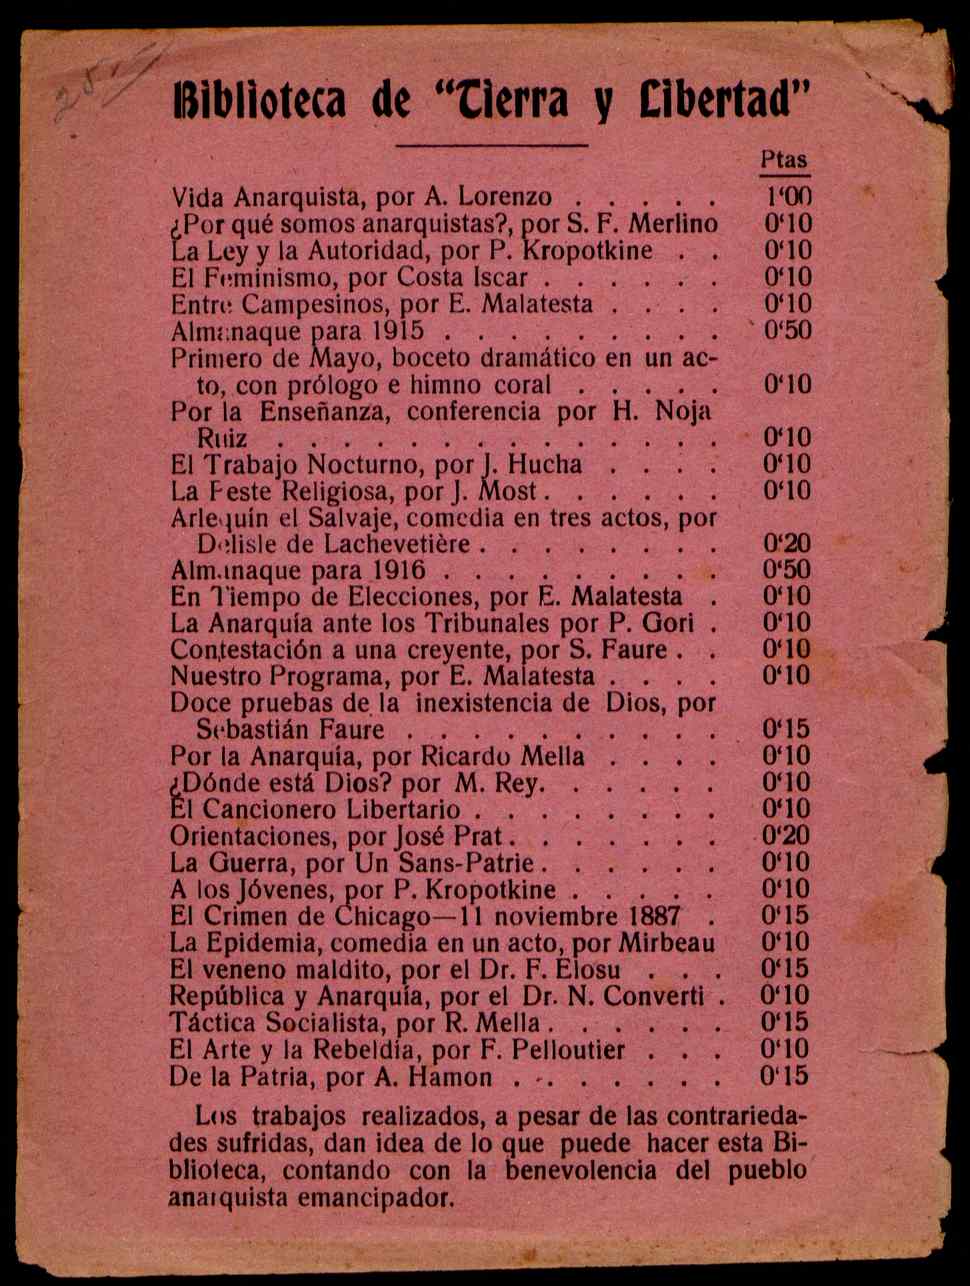 Biblioteca de "Tierra y Libertad"
Ptas
Vida Anarquista, por A. Lorenzo . . . . . 1'00
¿Por qué somos anarquistas?, por S. F. Merlino 0'10
La Ley y la Autoridad, por P. Kropotkine . . 0'10
El Feminismo, por Costa Iscar . . . . . . 0'10
Entre Campesinos, por E. Malatesta . . . . 0'10
Almanaque para 1915 . . . . . . . . . 0'50
Primero de Mayo, boceto dramático en un ac-
to, con prólogo e himno coral . . . . . 0'10
Por la Enseñanza, conferencia por H. Noja
Ruiz . . . . . . . . . . . . . . 0'10
El Trabajo Nocturno, por J. Hucha . . . . 0'10
La Peste Religiosa, por J. Most . . . . . . 0'10
Arlequín el Salvaje, comedia en tres actos, por
Delisle de Lachevetière . . . . . . . . 0'20
Almanaque para 1916 . . . . . . . . . 0'50
En Tiempo de Elecciones, por E. Malatesta . 0'10
La Anarquía ante los Tribunales por P. Gori . 0'10
Contestación a una creyente, por S. Faure . . 0'10
Nuestro Programa, por E. Malatesta . . . . 0'10
Doce pruebas de la inexistencia de Dios, por
Sebastián Faure . . . . . . . . . . 0'15
Por la Anarquía, por Ricardo Mella . . . . 0'10
¿Dónde está Dios? por M. Rey. . . . . . 0'10
El Cancionero Libertario . . . . . . . . 0'10
Orientaciones, por José Prat . . . . . . . 0'20
La Guerra, por Un Sans-Patrie . . . . . . 0'10
A los Jóvenes, por P. Kropotkine . . . . . 0'10
El Crimen de Chicago—11 noviembre 1887 . 0'15
La Epidemia, comedia en un acto, por Mirbeau 0'10
El veneno maldito, por el Dr. F. Elosu . . . 0'15
República y Anarquía, por el Dr. N. Converti . 0'10
Táctica Socialista, por R. Mella . . . . . . 0'15
El Arte y la Rebeldía, por F. Pelloutier . . . 0'10
De la Patria, por A. Hamon . . . . . . . 0'15
Los trabajos realizados, a pesar de las contrarieda-
des sufridas, dan idea de lo que puede hacer esta Bi-
blioteca, contando con la benevolencia del pueblo
anarquista emancipador.